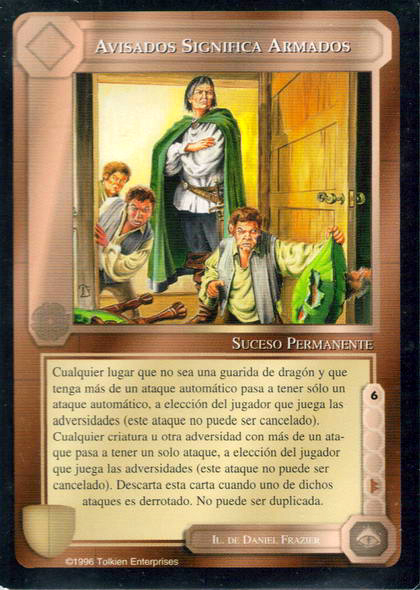 Avisados Significa Armados
Suceso Permanente
Cualquier lugar que no sea una guarida de dragón y que
tenga más de un ataque automático pasa a tener sólo un
ataque automático, a elección del jugador que juega las
adversidades (este ataque no puede ser cancelado).
Cualquier criatura u otra adversidad con más de un ata-
que pasa a tener un solo ataque, a elección del jugador
que juega las adversidades (este ataque no puede ser
cancelado). Descarta esta carta cuando uno de dichos
ataques es derrotado. No puede ser duplicada.
6
Il. de Daniel Frazier
©1996 Tolkien Enterprises